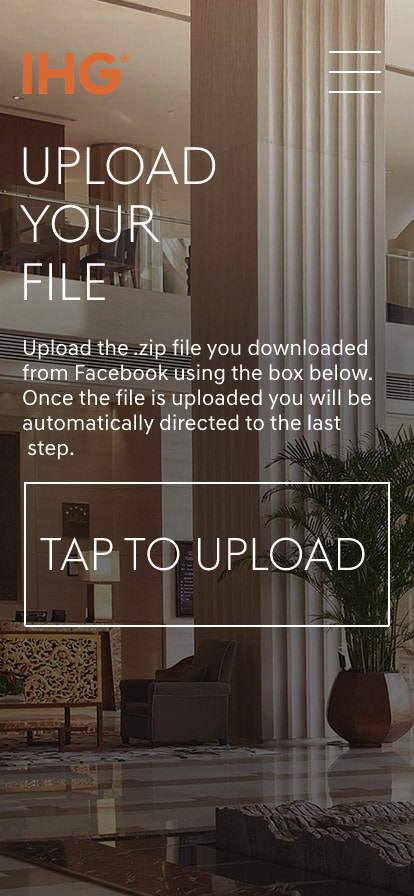 IHG
UPLOAD
YOUR
FILE
Upload the .zip file you downloaded
from Facebook using the box below.
Once the file is uploaded you will be
automatically directed to the last
step.
TAP TO UPLOAD